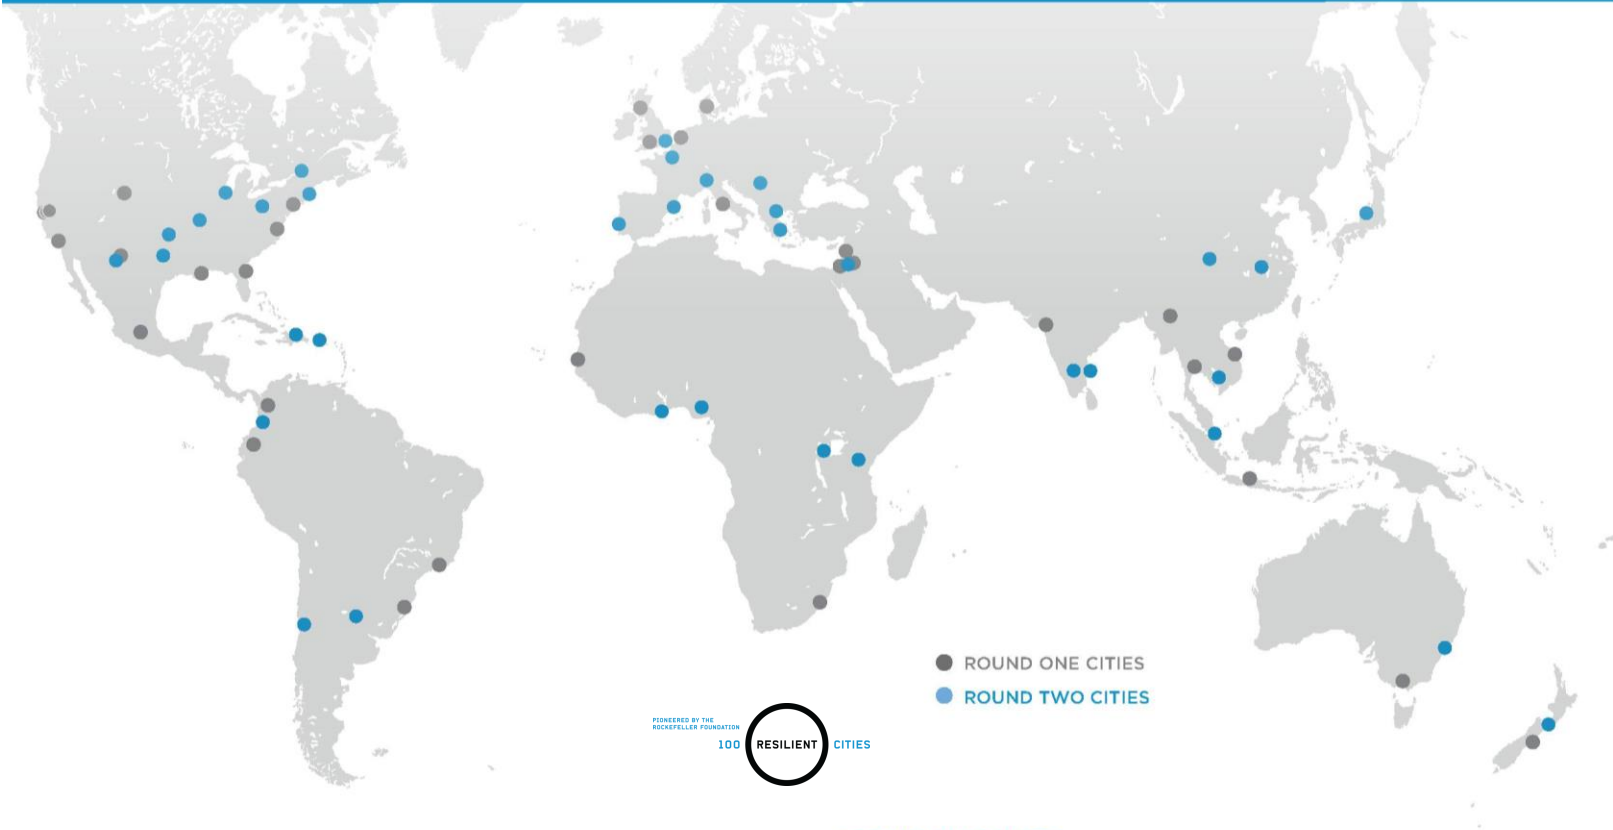 ROUND ONE CITIES
ROUND TWO CITIES
PIONEERED BY THE
ROCKEFELLER FOUNDATION
100 RESILIENT CITIES